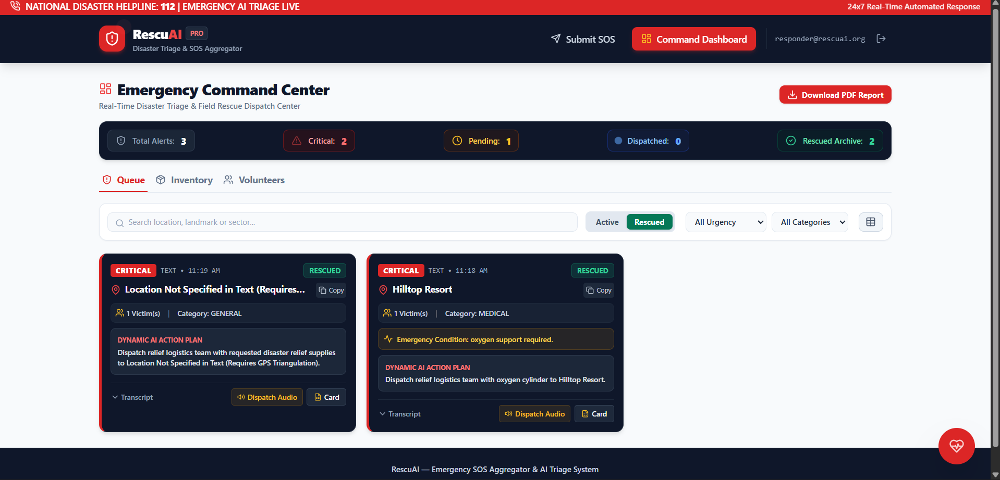 NATIONAL DISASTER HELPLINE: 112 | EMERGENCY AI TRIAGE LIVE
24x7 Real-Time Automated Response
RescuAI PRO
Disaster Triage & SOS Aggregator
Submit SOS
Command Dashboard
responder@rescuai.org
Emergency Command Center
Real-Time Disaster Triage & Field Rescue Dispatch Center
Download PDF Report
Total Alerts: 3
Critical: 2
Pending: 1
Dispatched: 0
Rescued Archive: 2
Queue
Inventory
Volunteers
Search location, landmark or sector...
Active
Rescued
All Urgency
All Categories
CRITICAL TEXT • 11:19 AM RESCUED
Location Not Specified in Text (Requires... Copy
1 Victim(s) | Category: GENERAL
DYNAMIC AI ACTION PLAN
Dispatch relief logistics team with requested disaster relief supplies
to Location Not Specified in Text (Requires GPS Triangulation).
Transcript
Dispatch Audio
Card
CRITICAL TEXT • 11:18 AM RESCUED
Hilltop Resort Copy
1 Victim(s) | Category: MEDICAL
Emergency Condition: oxygen support required.
DYNAMIC AI ACTION PLAN
Dispatch relief logistics team with oxygen cylinder to Hilltop Resort.
Transcript
Dispatch Audio
Card
RescuAI — Emergency SOS Aggregator & AI Triage System